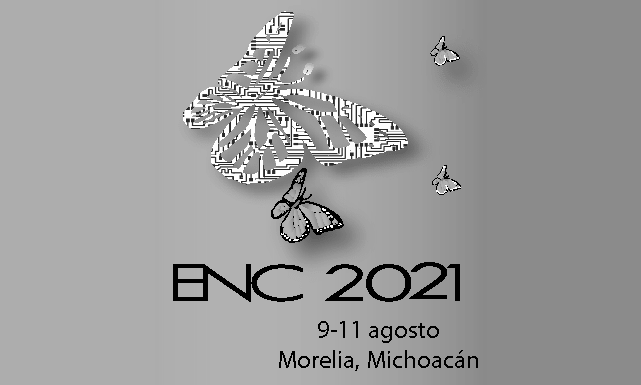 ENC 2021
9-11 agosto
Morelia, Michoacán